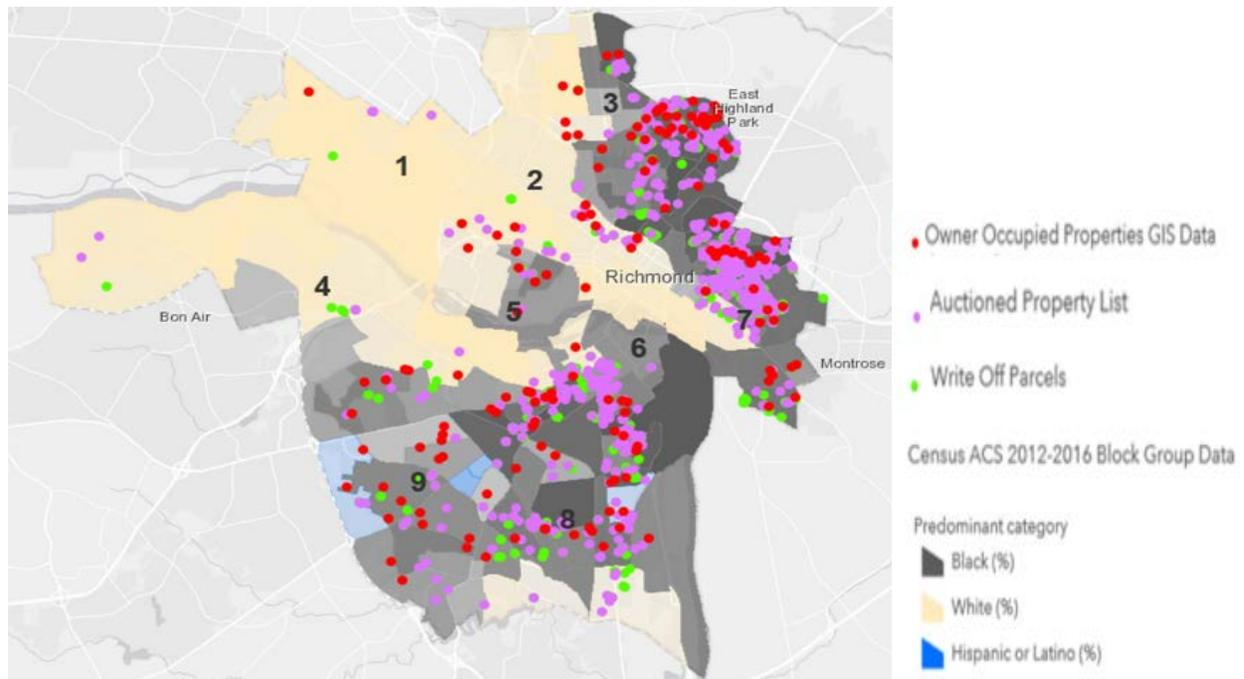 East
Highland
Park
3
1
2
Richmond
4
Bon Air
5
6
7
Montrose
9
8
Owner Occupied Properties GIS Data
Auctioned Property List
Write Off Parcels
Census ACS 2012-2016 Block Group Data
Predominant category
Black (%)
White (%)
Hispanic or Latino (%)